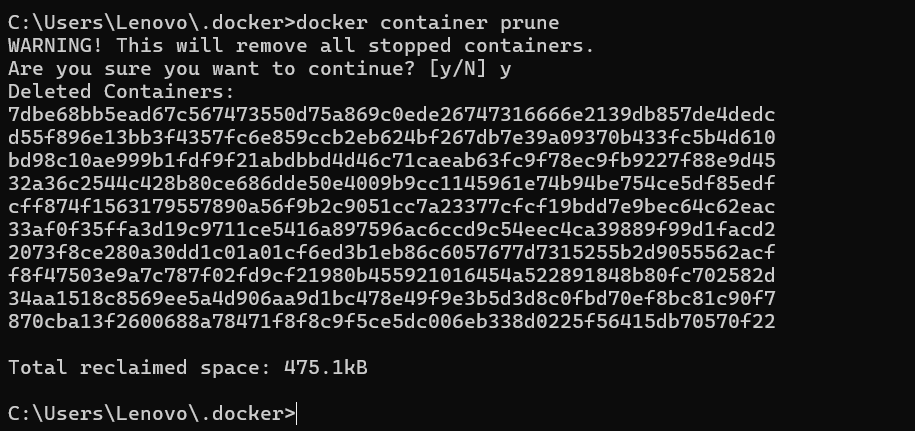 C:\Users\Lenovo\.docker>docker container prune
WARNING! This will remove all stopped containers.
Are you sure you want to continue? [y/N] y
Deleted Containers:
7dbe68bb5ead67c567473550d75a869c0ede26747316666e2139db857de4dedc
d55f896e13bb3f4357fc6e859ccb2eb624bf267db7e39a09370b433fc5b4d610
bd98c10ae999b1fdf9f21abdbbd4d46c71caeab63fc9f78ec9fb9227f88e9d45
32a36c2544c428b80ce686dde50e4009b9cc1145961e74b94be754ce5df85edf
cff874f1563179557890a56f9b2c9051cc7a23377cfcf19bdd7e9bec64c62eac
33af0f35ffa3d19c9711ce5416a897596ac6ccd9c54eec4ca39889f99d1facd2
2073f8ce280a30dd1c01a01cf6ed3b1eb86c6057677d7315255b2d9055562acf
f8f47503e9a7c787f02fd9cf21980b455921016454a522891848b80fc702582d
34aa1518c8569ee5a4d906aa9d1bc478e49f9e3b5d3d8c0fbd70ef8bc81c90f7
870cba13f2600688a78471f8f8c9f5ce5dc006eb338d0225f56415db70570f22
Total reclaimed space: 475.1kB
C:\Users\Lenovo\.docker>